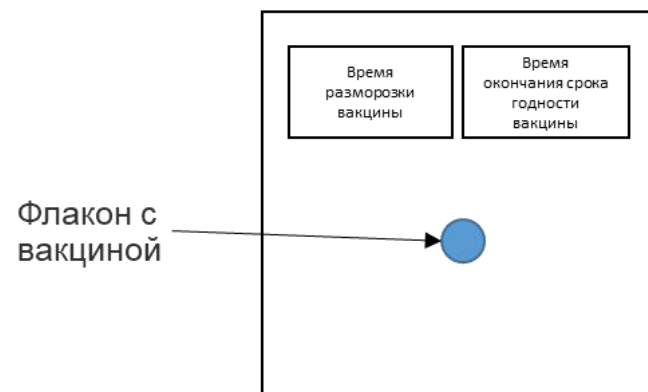 Время
разморозки
вакцины
Время
окончания срока
годности
вакцины
Флакон с
вакциной